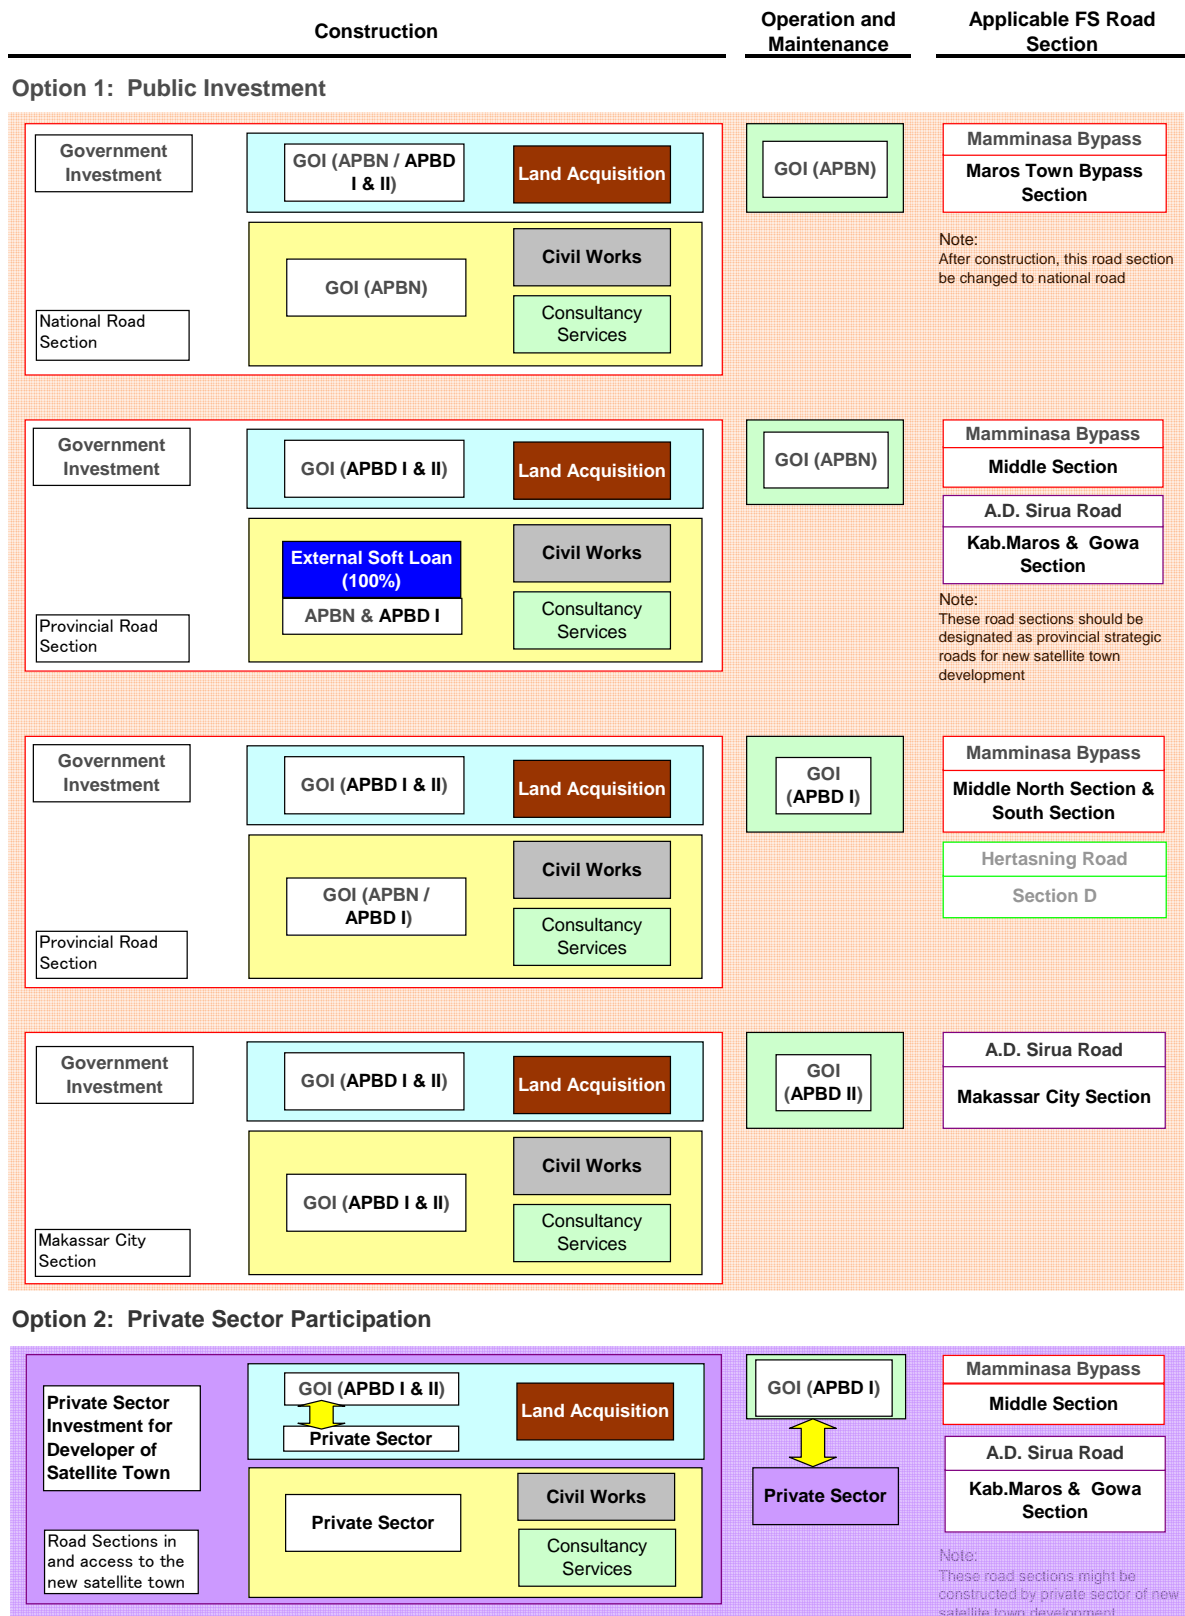 Construction
Operation and
Maintenance
Applicable FS Road
Section
Option 1: Public Investment
Government
Investment
National Road
Section
GOI (APBN / APBD
I & II)
Land Acquisition
GOI (APBN)
Civil Works
Consultancy
Services
GOI (APBN)
Mamminasa Bypass
Maros Town Bypass
Section
Note:
After construction, this road section
be changed to national road
Government
Investment
Provincial Road
Section
GOI (APBD I & II)
Land Acquisition
External Soft Loan
(100%)
APBN & APBD I
Civil Works
Consultancy
Services
GOI (APBN)
Mamminasa Bypass
Middle Section
A.D. Sirua Road
Kab.Maros & Gowa
Section
Note:
These road sections should be
designated as provincial strategic
roads for new satellite town
development
Government
Investment
Provincial Road
Section
GOI (APBD I & II)
Land Acquisition
GOI (APBN /
APBD I)
Civil Works
Consultancy
Services
GOI
(APBD I)
Mamminasa Bypass
Middle North Section &
South Section
Hertasning Road
Section D
Government
Investment
Makassar City
Section
GOI (APBD I & II)
Land Acquisition
GOI (APBD I & II)
Civil Works
Consultancy
Services
GOI
(APBD II)
A.D. Sirua Road
Makassar City Section
Option 2: Private Sector Participation
Private Sector
Investment for
Developer of
Satellite Town
Road Sections in
and access to the
new satellite town
GOI (APBD I & II)
Private Sector
Land Acquisition
Private Sector
Civil Works
Consultancy
Services
GOI (APBD I)
Private Sector
Mamminasa Bypass
Middle Section
A.D. Sirua Road
Kab.Maros & Gowa
Section
Note:
These road sections might be
constructed by private sector of new
satellite town development